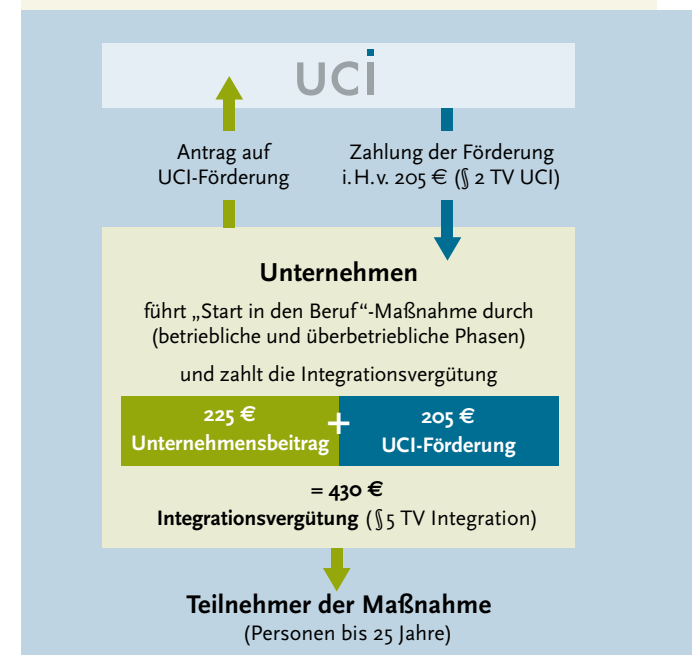 uci
Antrag auf
UCI-Förderung
Zahlung der Förderung
i. H. v. 205 € (§ 2 TV UCI)
Unternehmen
führt „Start in den Beruf“-Maßnahme durch
(betriebliche und überbetriebliche Phasen)
und zahlt die Integrationsvergütung
225 €
Unternehmensbeitrag
+
205 €
UCI-Förderung
= 430 €
Integrationsvergütung (§ 5 TV Integration)
Teilnehmer der Maßnahme
(Personen bis 25 Jahre)